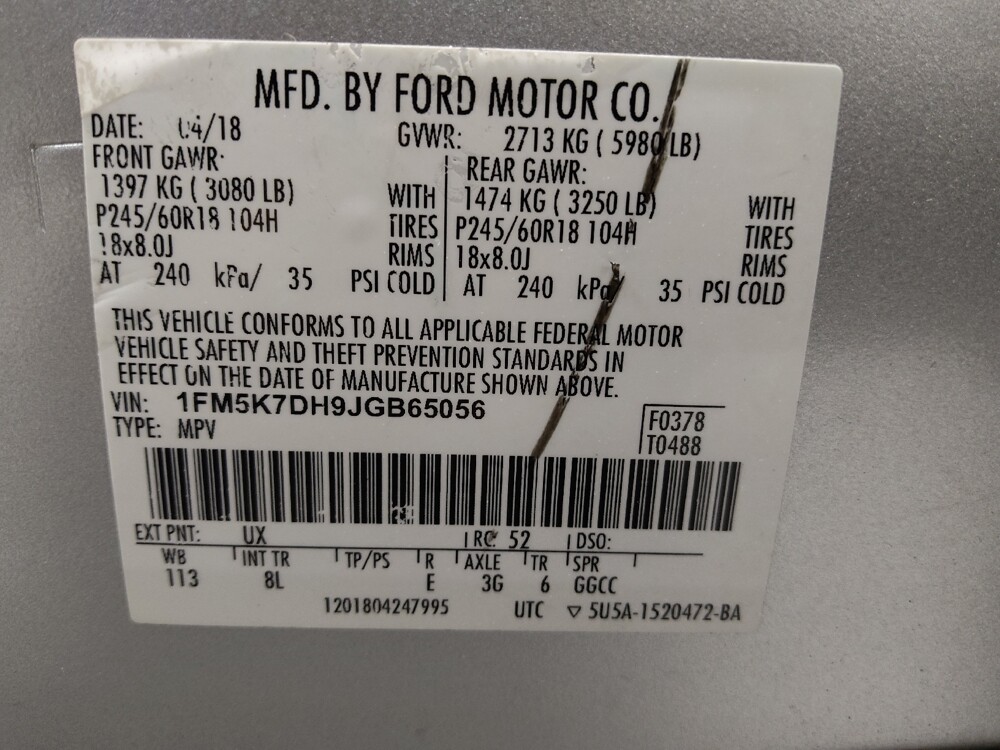 MFD. BY FORD MOTOR CO.
DATE: 04/18 GVWR: 2713 KG ( 5980 LB)
FRONT GAWR: REAR GAWR:
1397 KG ( 3080 LB) WITH 1474 KG ( 3250 LB) WITH
P245/60R18 104H TIRES P245/60R18 104H TIRES
18x8.0J RIMS 18x8.0J RIMS
AT 240 kPa/ 35 PSI COLD AT 240 kPa/ 35 PSI COLD
THIS VEHICLE CONFORMS TO ALL APPLICABLE FEDERAL MOTOR
VEHICLE SAFETY AND THEFT PREVENTION STANDARDS IN
EFFECT ON THE DATE OF MANUFACTURE SHOWN ABOVE.
VIN: 1FM5K7DH9JGB65056 F0378
TYPE: MPV T0488
EXT PNT: UX RC: 52 DSO:
WB INT TR TP/PS R AXLE TR SPR
113 8L E 3G 6 GGCC
1201804247995 UTC ▽ 5U5A-1520472-BA